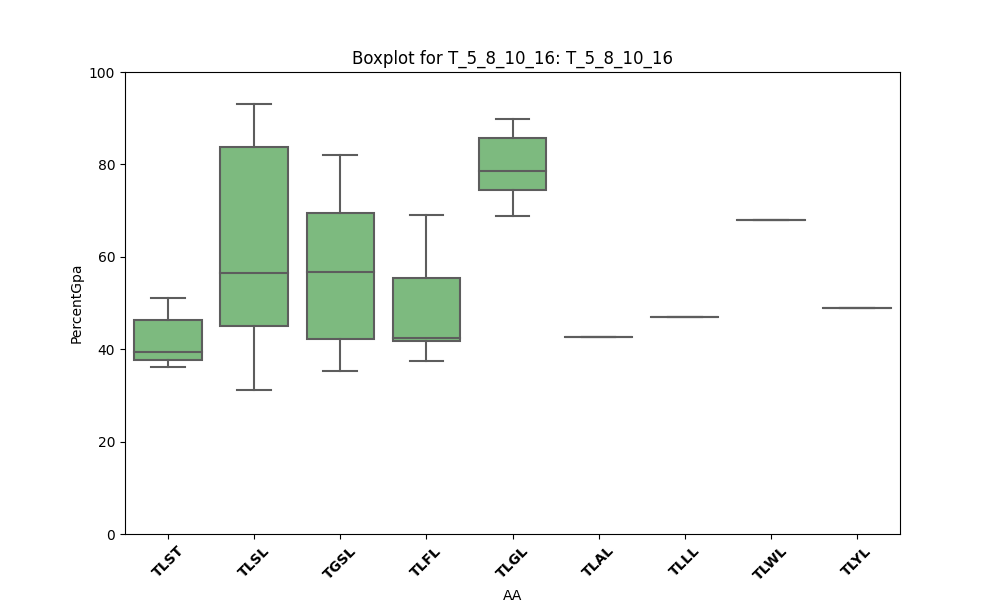 Boxplot for T_5_8_10_16: T_5_8_10_16
100
80
60
40
20
0
PercentGpa
TLST TLSL TGSL TLFL TLGL TLAL TLLL TLWL TLYL
AA